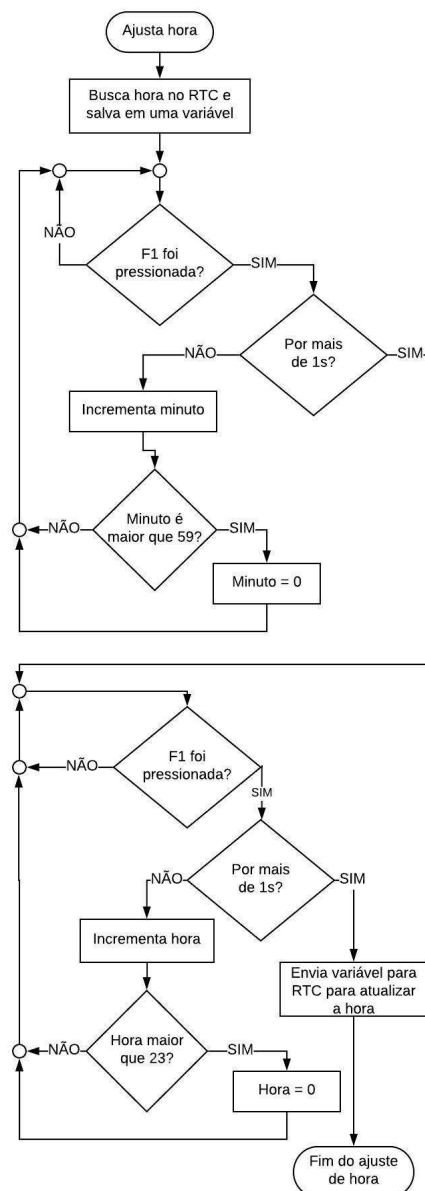 Ajusta hora
Busca hora no RTC e
salva em uma variável
NÃO
F1 foi
pressionada?
SIM
NÃO
Por mais
de 1s?
SIM
Incrementa minuto
NÃO
Minuto é
maior que 59?
SIM
Minuto = 0
NÃO
F1 foi
pressionada?
SIM
NÃO
Por mais
de 1s?
SIM
Incrementa hora
Envia variável para
RTC para atualizar
a hora
NÃO
Hora maior
que 23?
SIM
Hora = 0
Fim do ajuste
de hora